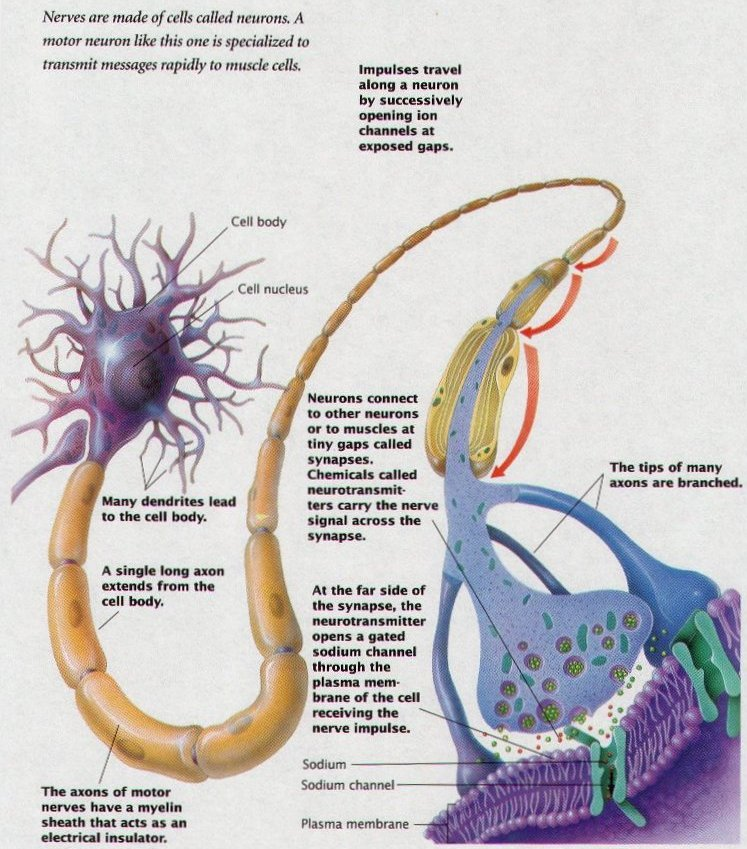 Nerves are made of cells called neurons. A
motor neuron like this one is specialized to
transmit messages rapidly to muscle cells.
Impulses travel
along a neuron
by successively
opening ion
channels at
exposed gaps.
Cell body
Cell nucleus
Neurons connect
to other neurons
or to muscles at
tiny gaps called
synapses.
Chemicals called
neurotransmit-
ters carry the nerve
signal across the
synapse.
The tips of many
axons are branched.
Many dendrites lead
to the cell body.
A single long axon
extends from the
cell body.
At the far side of
the synapse, the
neurotransmitter
opens a gated
sodium channel
through the
plasma mem-
brane of the cell
receiving the
nerve impulse.
Sodium
Sodium channel
Plasma membrane
The axons of motor
nerves have a myelin
sheath that acts as an
electrical insulator.